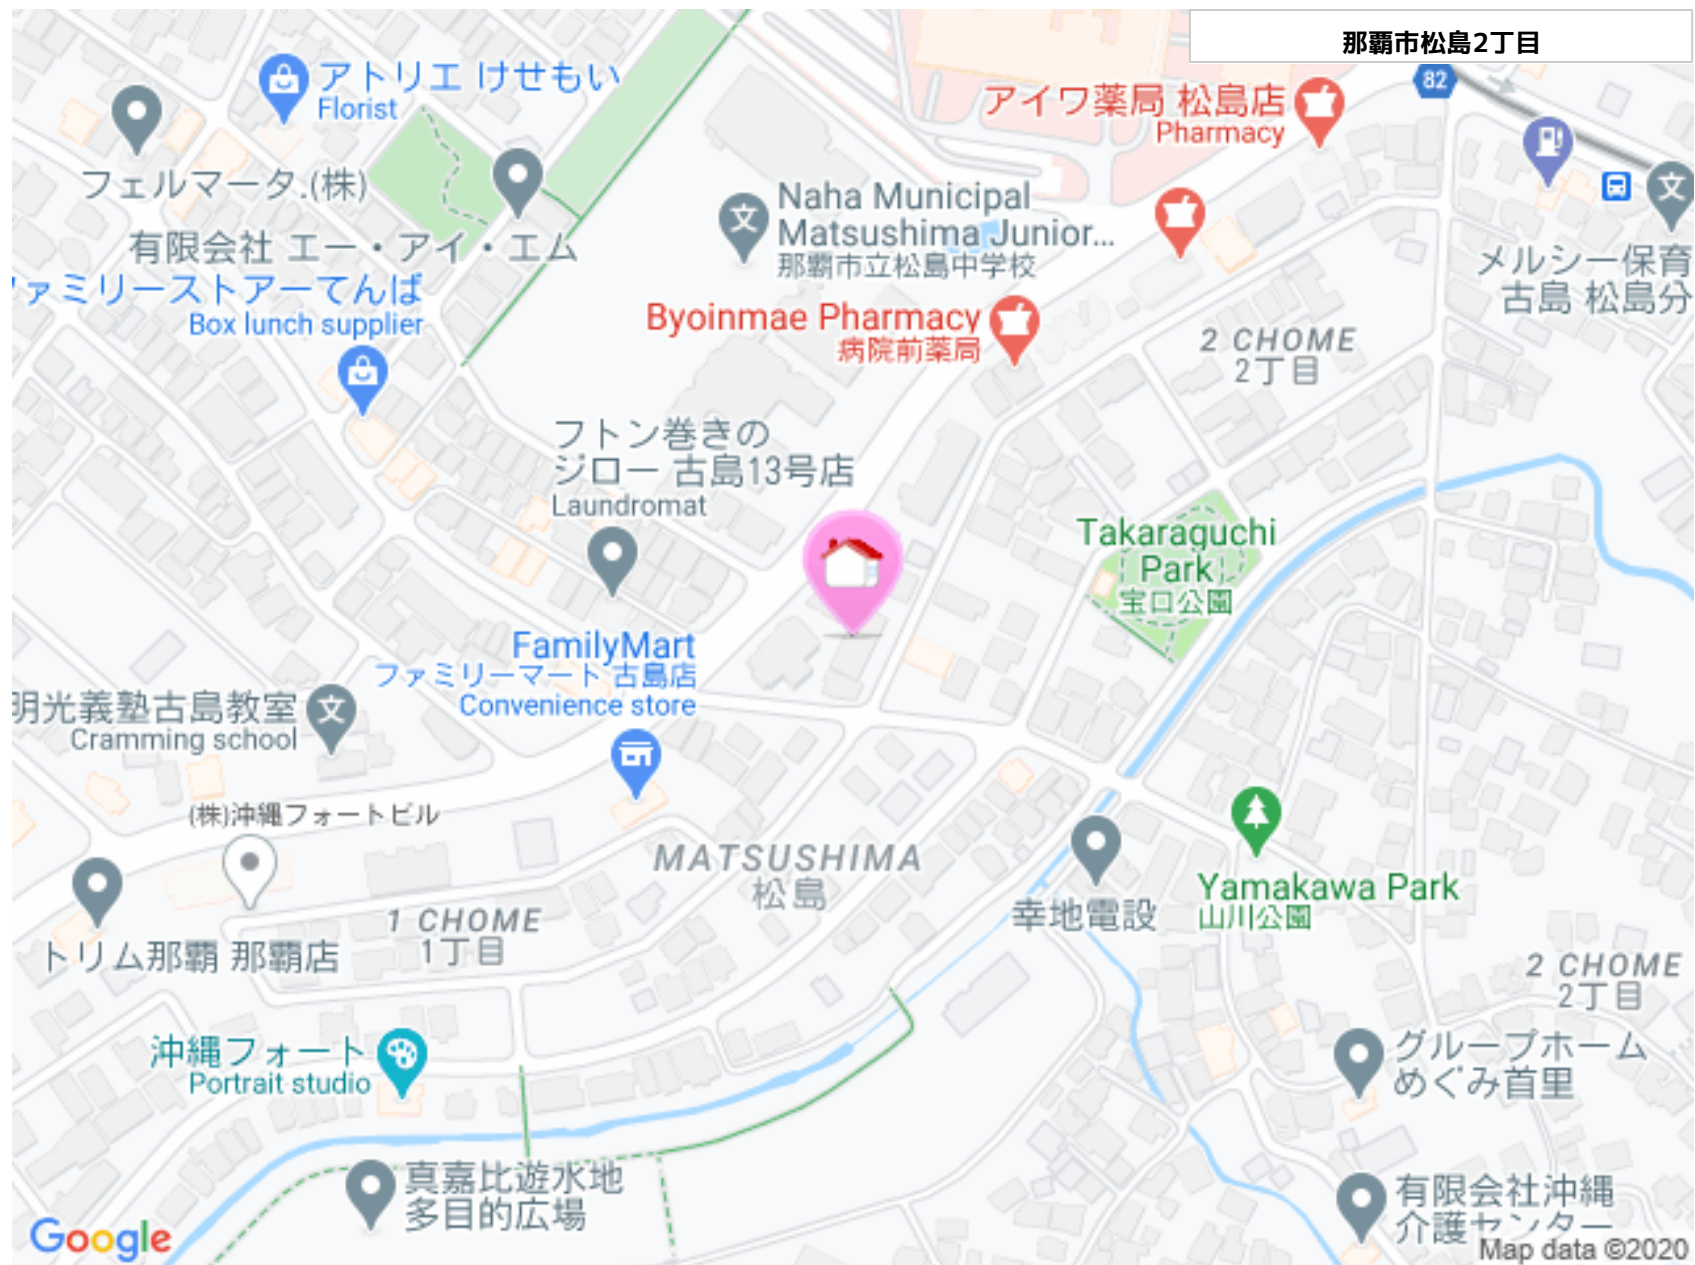 那覇市松島2丁目
82
アトリエ けせもい
Florist
アイワ薬局 松島店
Pharmacy
フェルマータ.(株)
有限会社 エー・アイ・エム
Naha Municipal
Matsushima Junior...
那覇市立松島中学校
メルシー保育
古島 松島分
ファミリーストアーてんぱ
Box lunch supplier
Byoinmae Pharmacy
病院前薬局
2 CHOME
2丁目
フトン巻きの
ジロー 古島13号店
Laundromat
Takaraguchi
Park
宝口公園
FamilyMart
ファミリーマート 古島店
Convenience store
明光義塾古島教室
Cramming school
(株)沖縄フォートビル
MATSUSHIMA
松島
Yamakawa Park
山川公園
幸地電設
1 CHOME
1丁目
トリム那覇 那覇店
2 CHOME
2丁目
沖縄フォート
Portrait studio
グループホーム
めぐみ首里
真嘉比遊水地
多目的広場
有限会社沖縄
介護センター
文
文
文
Google
Map data ©2020